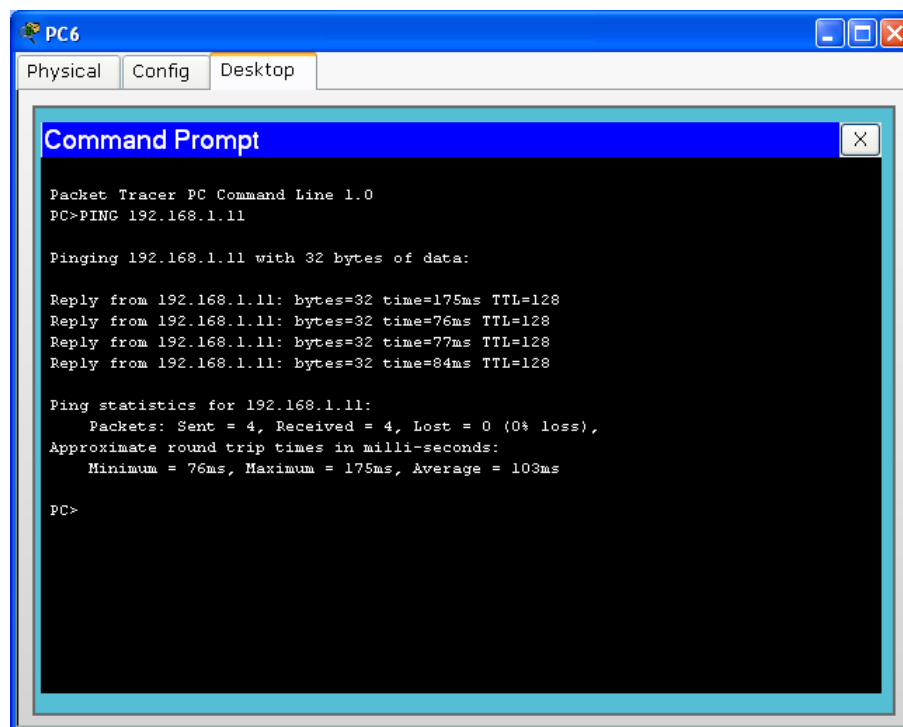 PC6
Physical Config Desktop
Command Prompt X
Packet Tracer PC Command Line 1.0
PC>PING 192.168.1.11
Pinging 192.168.1.11 with 32 bytes of data:
Reply from 192.168.1.11: bytes=32 time=175ms TTL=128
Reply from 192.168.1.11: bytes=32 time=76ms TTL=128
Reply from 192.168.1.11: bytes=32 time=77ms TTL=128
Reply from 192.168.1.11: bytes=32 time=84ms TTL=128
Ping statistics for 192.168.1.11:
Packets: Sent = 4, Received = 4, Lost = 0 (0% loss),
Approximate round trip times in milli-seconds:
Minimum = 76ms, Maximum = 175ms, Average = 103ms
PC>